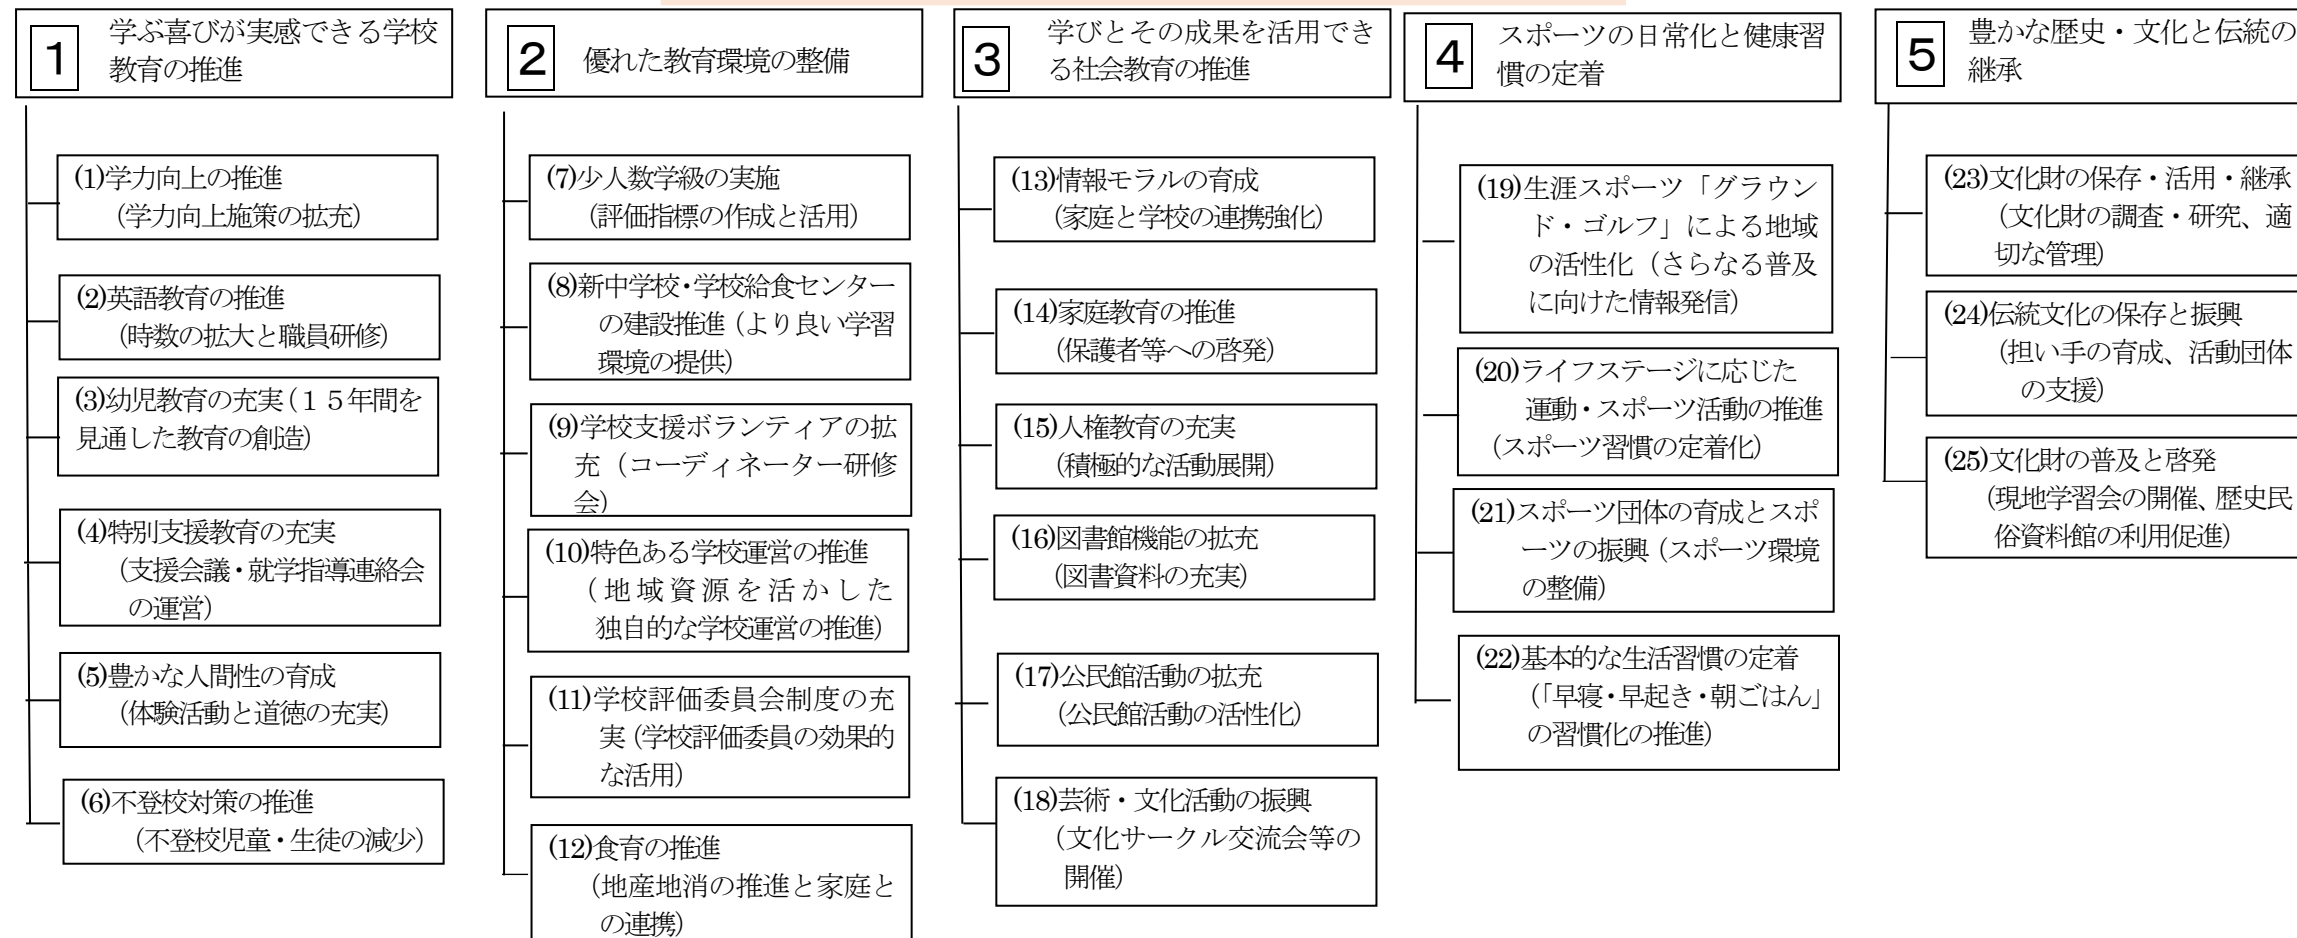 1
学ぶ喜びが実感できる学校
教育の推進
(1)学力向上の推進
(学力向上施策の拡充)
(2)英語教育の推進
(時数の拡大と職員研修)
(3)幼児教育の充実(１５年間を
見通した教育の創造)
(4)特別支援教育の充実
(支援会議・就学指導連絡会
の運営)
(5)豊かな人間性の育成
(体験活動と道徳の充実)
(6)不登校対策の推進
(不登校児童・生徒の減少)
2
優れた教育環境の整備
(7)少人数学級の実施
(評価指標の作成と活用)
(8)新中学校・学校給食センター
の建設推進(より良い学習
環境の提供)
(9)学校支援ボランティアの拡
充（コーディネーター研修
会)
(10)特色ある学校運営の推進
(地域資源を活かした
独自的な学校運営の推進)
(11)学校評価委員会制度の充
実(学校評価委員の効果的
な活用)
(12)食育の推進
(地産地消の推進と家庭と
の連携)
3
学びとその成果を活用でき
る社会教育の推進
(13)情報モラルの育成
(家庭と学校の連携強化)
(14)家庭教育の推進
(保護者等への啓発)
(15)人権教育の充実
(積極的な活動展開)
(16)図書館機能の拡充
(図書資料の充実)
(17)公民館活動の拡充
(公民館活動の活性化)
(18)芸術・文化活動の振興
(文化サークル交流会等の
開催)
4
スポーツの日常化と健康習
慣の定着
(19)生涯スポーツ「グラウン
ド・ゴルフ」による地域
の活性化（さらなる普及
に向けた情報発信)
(20)ライフステージに応じた
運動・スポーツ活動の推進
(スポーツ習慣の定着化)
(21)スポーツ団体の育成とスポ
ーツの振興(スポーツ環境
の整備)
(22)基本的な生活習慣の定着
(「早寝・早起き・朝ごはん」
の習慣化の推進)
5
豊かな歴史・文化と伝統の
継承
(23)文化財の保存・活用・継承
(文化財の調査・研究、適
切な管理)
(24)伝統文化の保存と振興
(担い手の育成、活動団体
の支援)
(25)文化財の普及と啓発
(現地学習会の開催、歴史民
俗資料館の利用促進)